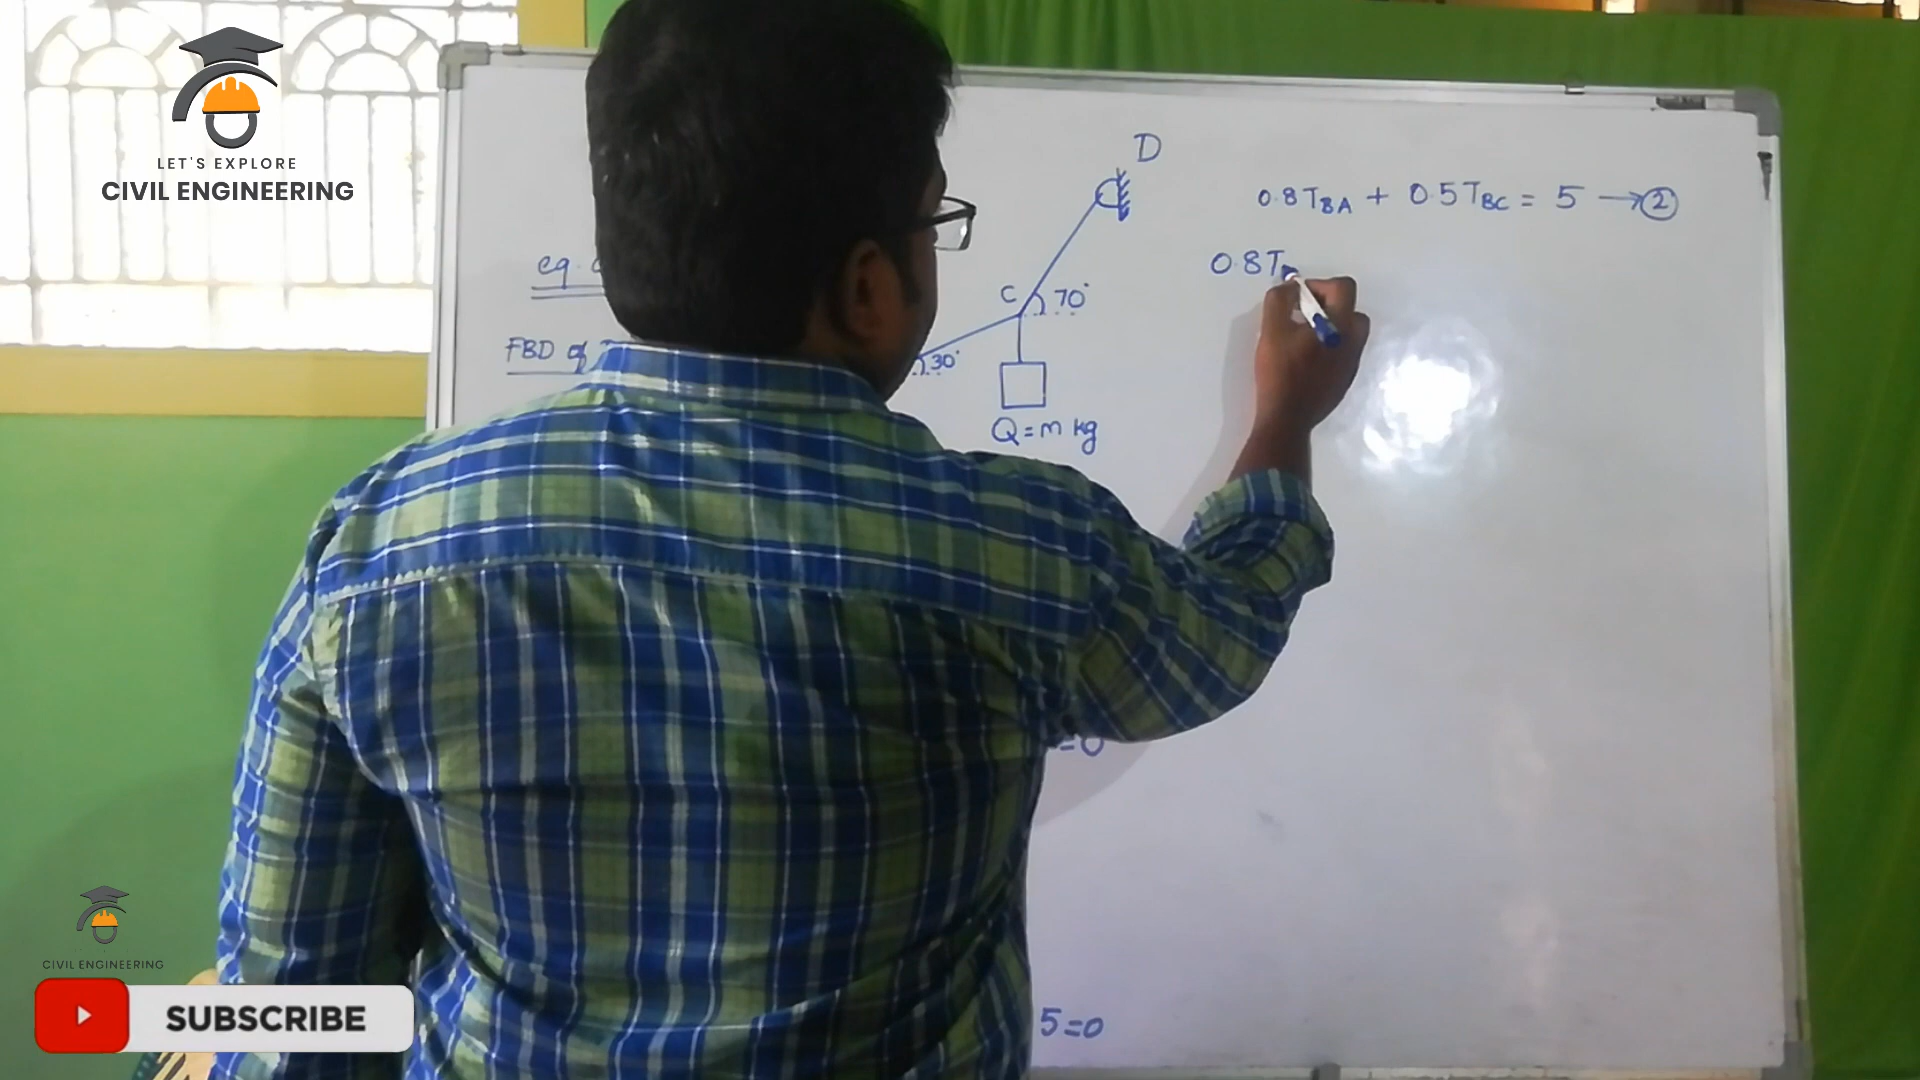 LET'S EXPLORE
CIVIL ENGINEERING
D
0.8T_BA + 0.5T_BC = 5 → ②
eq.
0.8T
C 70°
FBD of
30°
Q = m kg
= 0
5 = 0
CIVIL ENGINEERING
SUBSCRIBE